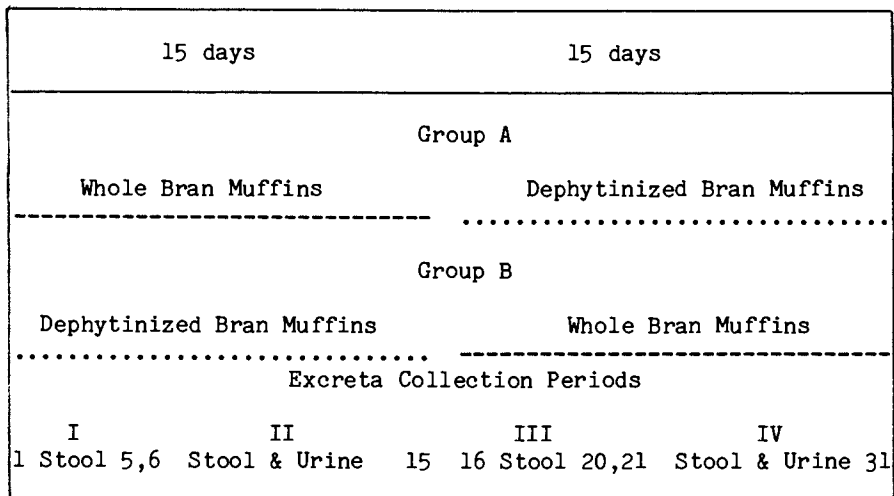 15 days 15 days
Group A
Whole Bran Muffins Dephytinized Bran Muffins
Group B
Dephytinized Bran Muffins Whole Bran Muffins
Excreta Collection Periods
I II III IV
1 Stool 5,6 Stool & Urine 15 16 Stool 20,21 Stool & Urine 31